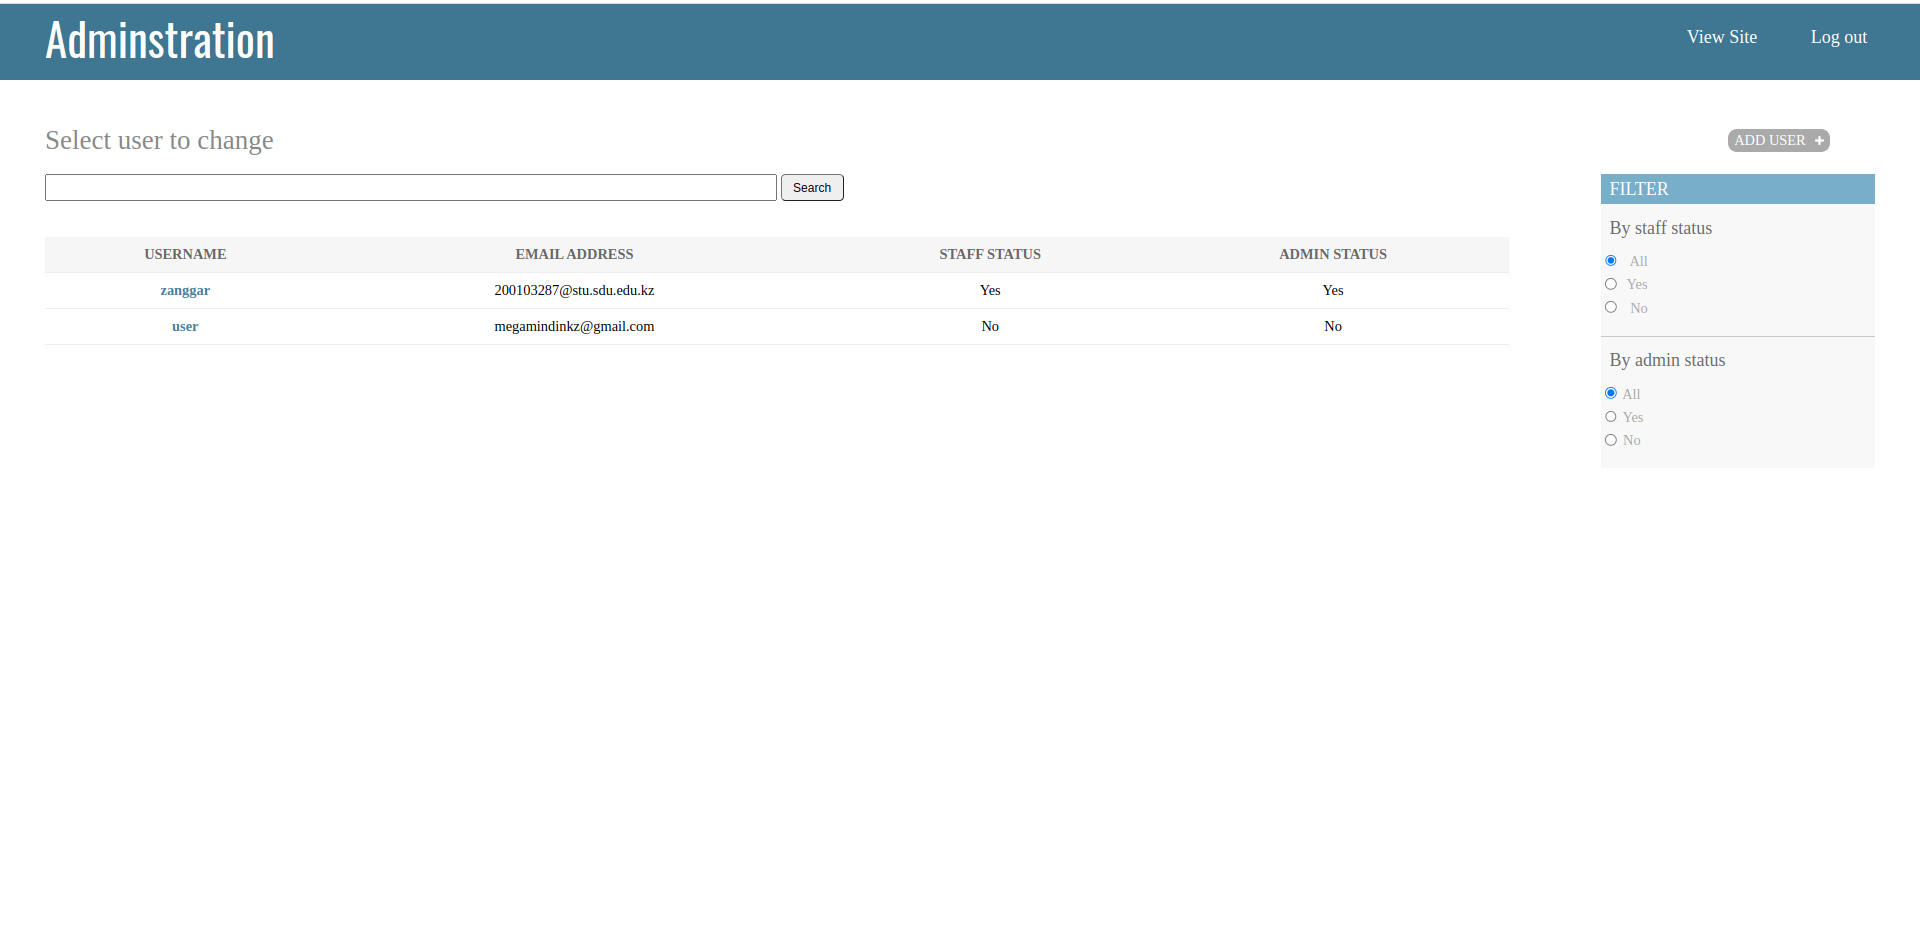 Adminstration
View Site
Log out
Select user to change
ADD USER +
Search
FILTER
By staff status
All
Yes
No
By admin status
All
Yes
No
USERNAME EMAIL ADDRESS STAFF STATUS ADMIN STATUS
zanggar 200103287@stu.sdu.edu.kz Yes Yes
user megamindinkz@gmail.com No No